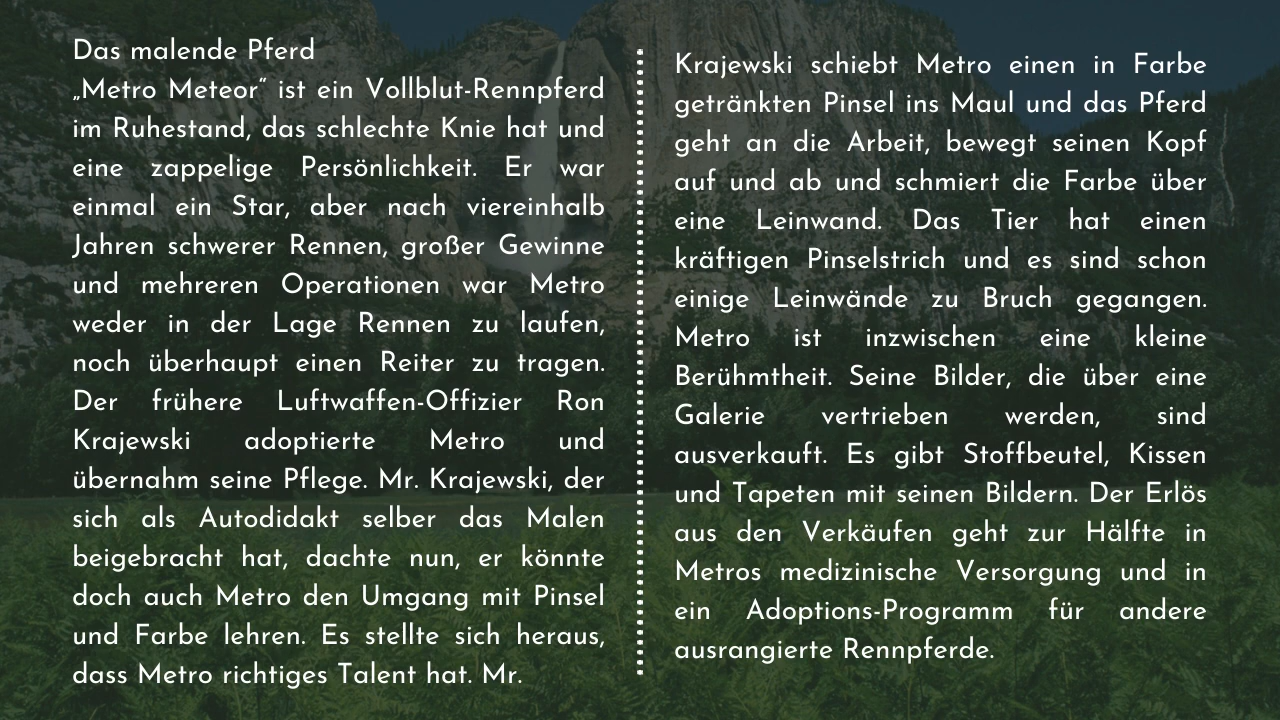 Das malende Pferd
„Metro Meteor“ ist ein Vollblut-Rennpferd
im Ruhestand, das schlechte Knie hat und
eine zappelige Persönlichkeit. Er war
einmal ein Star, aber nach viereinhalb
Jahren schwerer Rennen, großer Gewinne
und mehreren Operationen war Metro
weder in der Lage Rennen zu laufen,
noch überhaupt einen Reiter zu tragen.
Der frühere Luftwaffen-Offizier Ron
Krajewski adoptierte Metro und
übernahm seine Pflege. Mr. Krajewski, der
sich als Autodidakt selber das Malen
beigebracht hat, dachte nun, er könnte
doch auch Metro den Umgang mit Pinsel
und Farbe lehren. Es stellte sich heraus,
dass Metro richtiges Talent hat. Mr.
Krajewski schiebt Metro einen in Farbe
getränkten Pinsel ins Maul und das Pferd
geht an die Arbeit, bewegt seinen Kopf
auf und ab und schmiert die Farbe über
eine Leinwand. Das Tier hat einen
kräftigen Pinselstrich und es sind schon
einige Leinwände zu Bruch gegangen.
Metro ist inzwischen eine kleine
Berühmtheit. Seine Bilder, die über eine
Galerie vertrieben werden, sind
ausverkauft. Es gibt Stoffbeutel, Kissen
und Tapeten mit seinen Bildern. Der Erlös
aus den Verkäufen geht zur Hälfte in
Metros medizinische Versorgung und in
ein Adoptions-Programm für andere
ausrangierte Rennpferde.